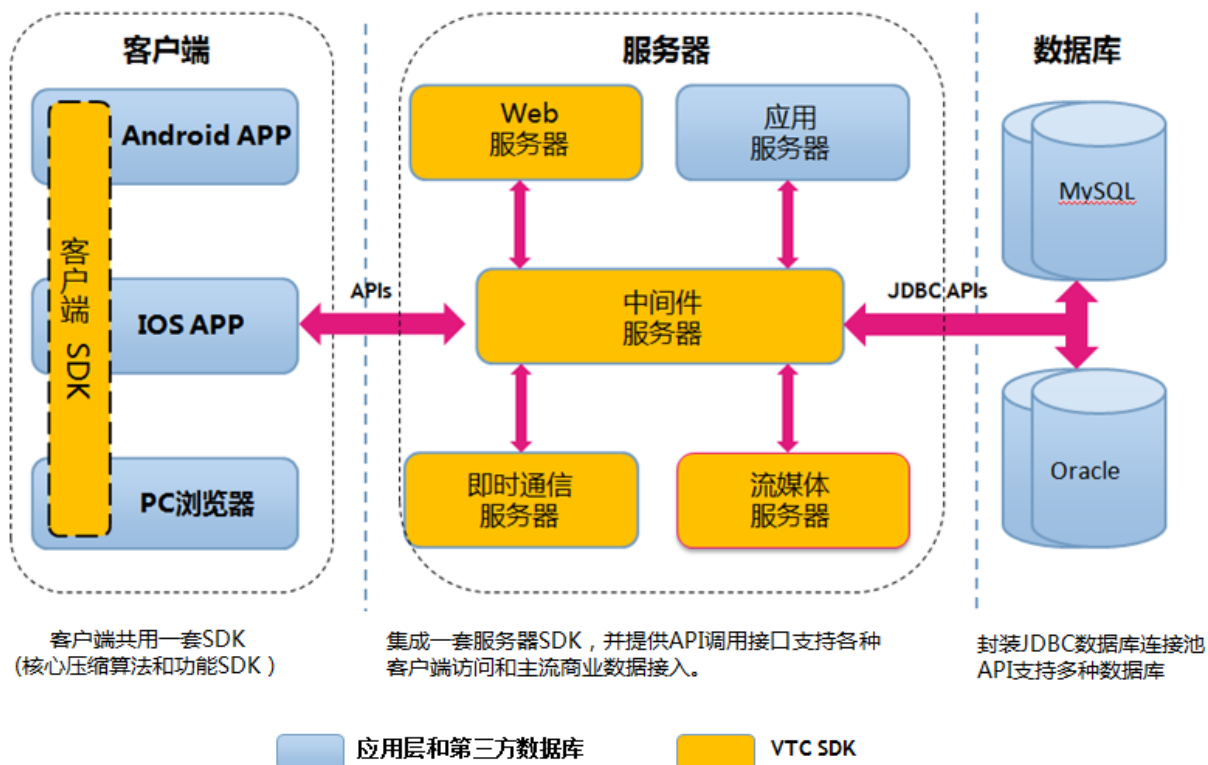 客户端
服务器
数据库
Android APP
IOS APP
PC浏览器
客户端 SDK
APIs
Web
服务器
应用
服务器
中间件
服务器
即时通信
服务器
流媒体
服务器
JDBC APIs
MySQL
Oracle
客户端共用一套SDK
(核心压缩算法和功能SDK）
集成一套服务器SDK，并提供API调用接口支持各种
客户端访问和主流商业数据接入。
封装JDBC数据库连接池
API支持多种数据库
应用层和第三方数据库
VTC SDK